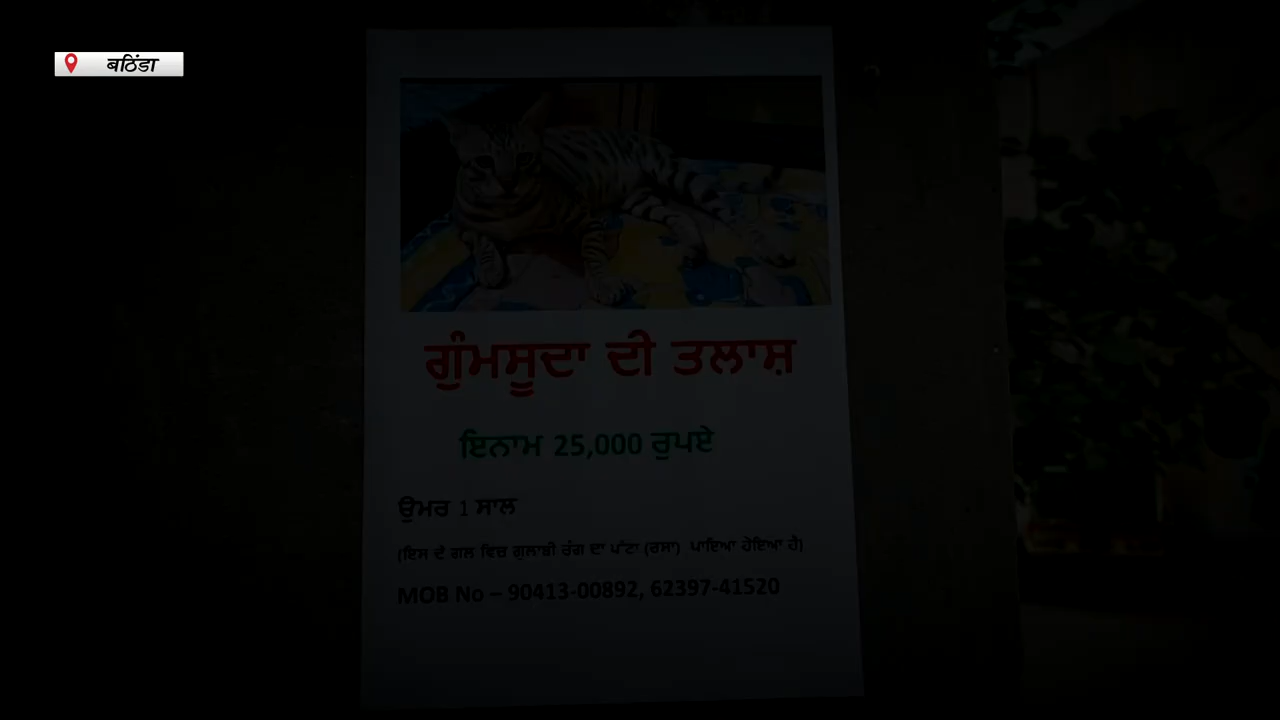 ਬਠਿੰਡਾ
ਗੁੰਮਸੂਦਾ ਦੀ ਤਲਾਸ਼
ਇਨਾਮ 25,000 ਰੁਪਏ
ਉਮਰ 1 ਸਾਲ
(ਇਸ ਦੇ ਗਲ ਵਿਚ ਗੁਲਾਬੀ ਰੰਗ ਦਾ ਪੱਟਾ (ਰਸਾ) ਪਾਇਆ ਹੋਇਆ ਹੈ)
MOB No – 90413-00892, 62397-41520